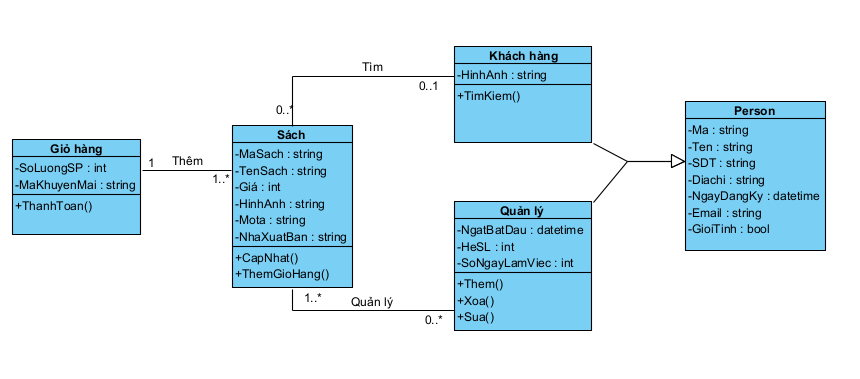 Giỏ hàng
-SoLuongSP : int
-MaKhuyenMai : string
+ThanhToan()
1
Thêm
1..*
Sách
-MaSach : string
-TenSach : string
-Giá : int
-HinhAnh : string
-Mota : string
-NhaXuatBan : string
+CapNhat()
+ThemGioHang()
0..*
Tìm
0..1
Khách hàng
-HinhAnh : string
+TimKiem()
1..*
Quản lý
0..*
Quản lý
-NgatBatDau : datetime
-HeSL : int
-SoNgayLamViec : int
+Them()
+Xoa()
+Sua()
Person
-Ma : string
-Ten : string
-SDT : string
-Diachi : string
-NgayDangKy : datetime
-Email : string
-GioiTinh : bool